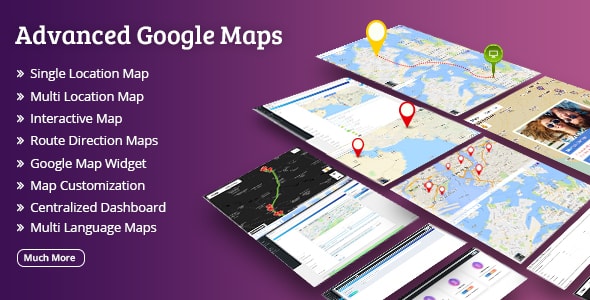 Advanced Google Maps
Single Location Map
Multi Location Map
Interactive Map
Route Direction Maps
Google Map Widget
Map Customization
Centralized Dashboard
Multi Language Maps
Much More